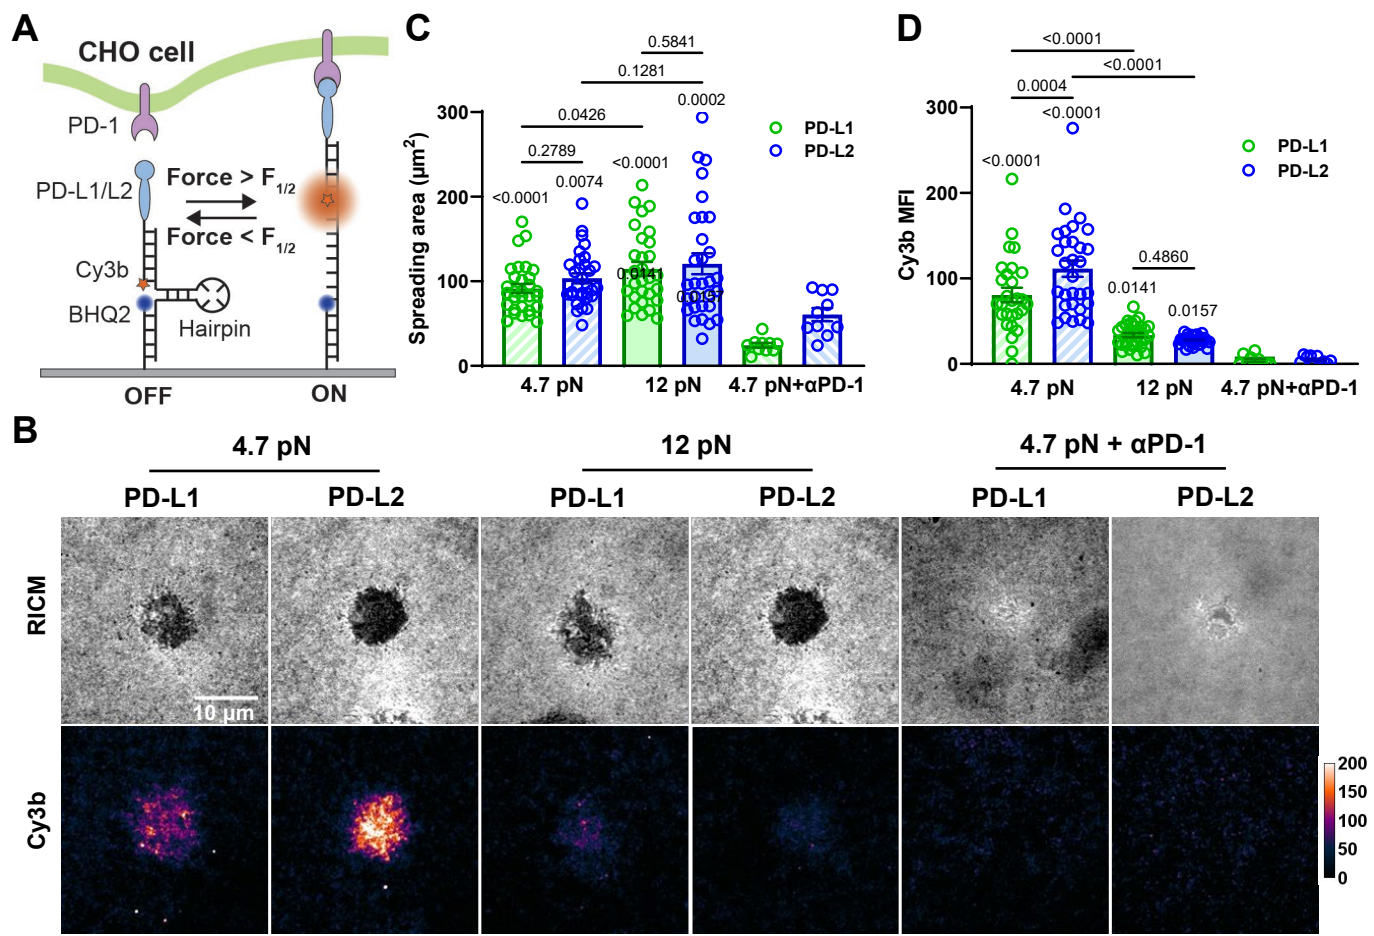 A
CHO cell
PD-1
PD-L1/L2
Force > F1/2
Force < F1/2
Cy3b
BHQ2
Hairpin
OFF
ON
C
Spreading area (µm²)
300
200
100
0
0.5841
0.1281
0.0002
0.0426
0.2789
<0.0001
<0.0001
0.0074
0.0141
0.0197
PD-L1
PD-L2
4.7 pN
12 pN
4.7 pN+αPD-1
D
Cy3b MFI
300
200
100
0
<0.0001
<0.0001
0.0004
<0.0001
<0.0001
0.4860
0.0141
0.0157
PD-L1
PD-L2
4.7 pN
12 pN
4.7 pN+αPD-1
B
4.7 pN
12 pN
4.7 pN + αPD-1
PD-L1
PD-L2
PD-L1
PD-L2
PD-L1
PD-L2
RICM
10 µm
Cy3b
200
150
100
50
0